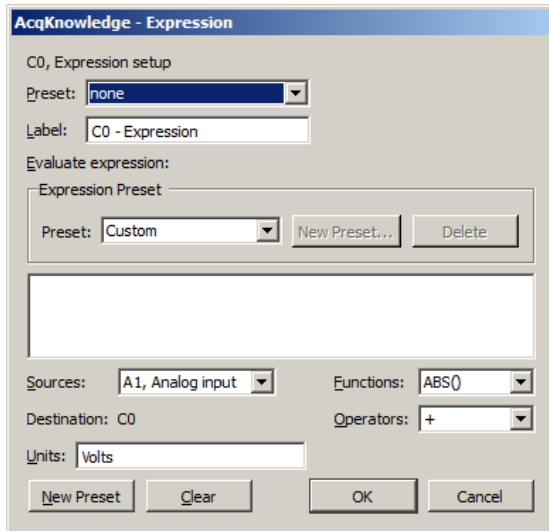 AcqKnowledge - Expression
C0, Expression setup
Preset: none
Label: C0 - Expression
Evaluate expression:
Expression Preset
Preset: Custom New Preset... Delete
Sources: A1, Analog input Functions: ABS()
Destination: C0 Operators: +
Units: Volts
New Preset Clear OK Cancel